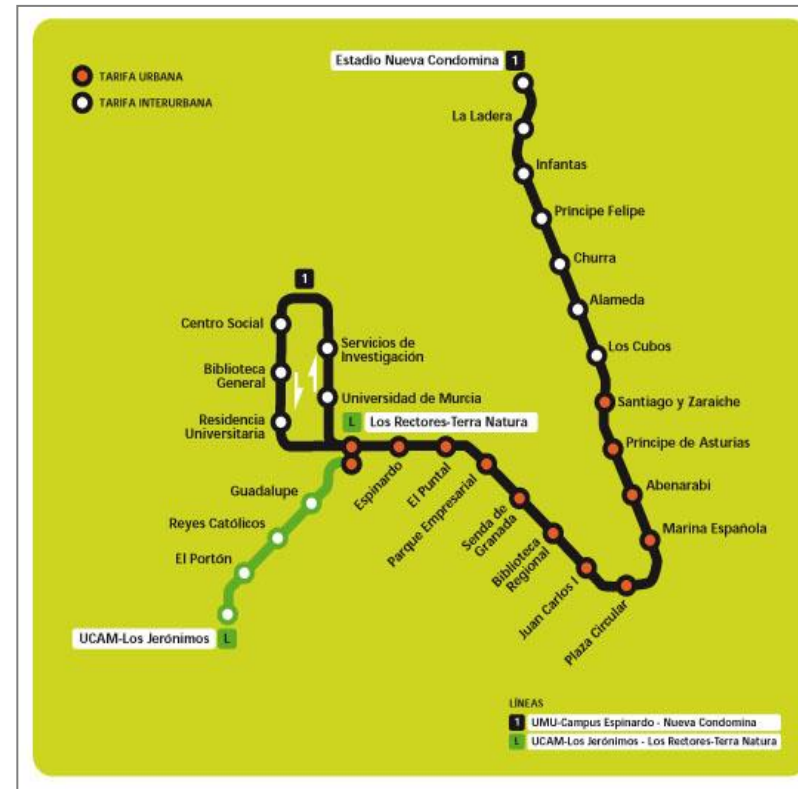 Estadio Nueva Condomina 1
TARIFA URBANA
TARIFA INTERURBANA
La Ladera
Infantas
Principe Felipe
Churra
Alameda
Los Cubos
Santiago y Zaraiche
Principe de Asturias
Abenarabi
Marina Española
Plaza Circular
Juan Carlos I
Biblioteca
Regional
Senda de
Granada
Parque Empresarial
El Puntal
Espinardo
L Los Rectores-Terra Natura
1
Centro Social
Servicios de
Investigación
Biblioteca
General
Universidad de Murcia
Residencia
Universitaria
Guadalupe
Reyes Católicos
El Portón
UCAM-Los Jerónimos L
LÍNEAS
1 UMU-Campus Espinardo - Nueva Condomina
L UCAM-Los Jerónimos - Los Rectores-Terra Natura